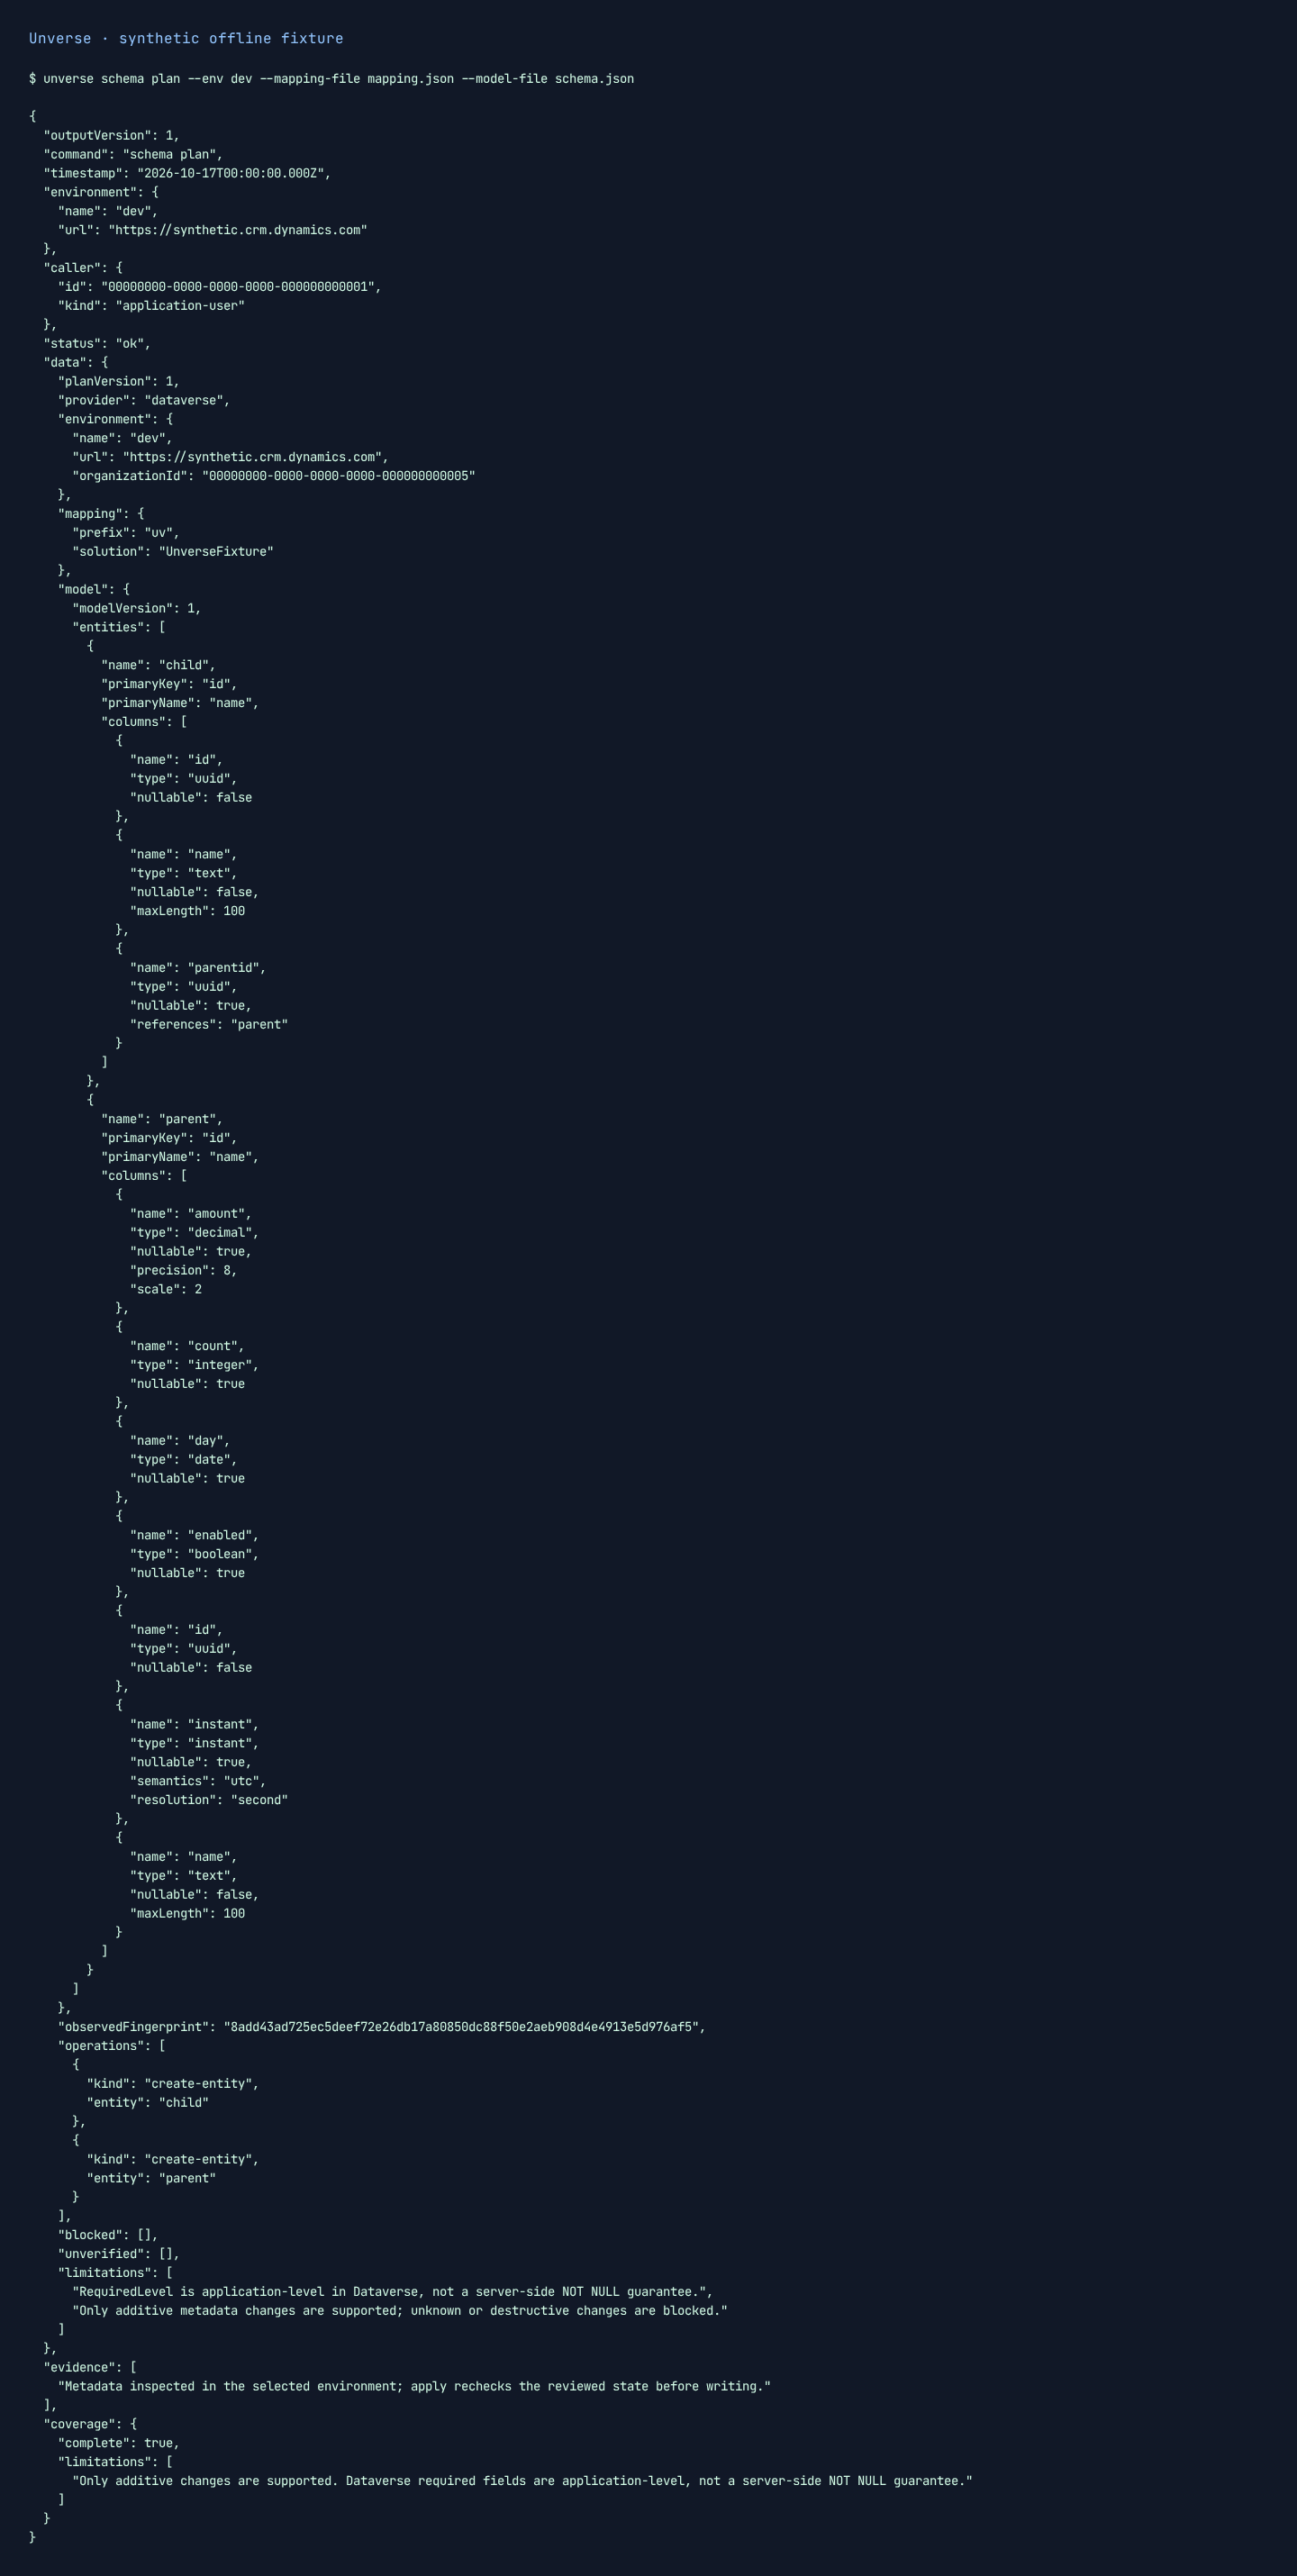 Unverse · synthetic offline fixture
$ unverse schema plan --env dev --mapping-file mapping.json --model-file schema.json
{
  "outputVersion": 1,
  "command": "schema plan",
  "timestamp": "2026-10-17T00:00:00.000Z",
  "environment": {
    "name": "dev",
    "url": "https://synthetic.crm.dynamics.com"
  },
  "caller": {
    "id": "00000000-0000-0000-0000-000000000001",
    "kind": "application-user"
  },
  "status": "ok",
  "data": {
    "planVersion": 1,
    "provider": "dataverse",
    "environment": {
      "name": "dev",
      "url": "https://synthetic.crm.dynamics.com",
      "organizationId": "00000000-0000-0000-0000-000000000005"
    },
    "mapping": {
      "prefix": "uv",
      "solution": "UnverseFixture"
    },
    "model": {
      "modelVersion": 1,
      "entities": [
        {
          "name": "child",
          "primaryKey": "id",
          "primaryName": "name",
          "columns": [
            {
              "name": "id",
              "type": "uuid",
              "nullable": false
            },
            {
              "name": "name",
              "type": "text",
              "nullable": false,
              "maxLength": 100
            },
            {
              "name": "parentid",
              "type": "uuid",
              "nullable": true,
              "references": "parent"
            }
          ]
        },
        {
          "name": "parent",
          "primaryKey": "id",
          "primaryName": "name",
          "columns": [
            {
              "name": "amount",
              "type": "decimal",
              "nullable": true,
              "precision": 8,
              "scale": 2
            },
            {
              "name": "count",
              "type": "integer",
              "nullable": true
            },
            {
              "name": "day",
              "type": "date",
              "nullable": true
            },
            {
              "name": "enabled",
              "type": "boolean",
              "nullable": true
            },
            {
              "name": "id",
              "type": "uuid",
              "nullable": false
            },
            {
              "name": "instant",
              "type": "instant",
              "nullable": true,
              "semantics": "utc",
              "resolution": "second"
            },
            {
              "name": "name",
              "type": "text",
              "nullable": false,
              "maxLength": 100
            }
          ]
        }
      ]
    },
    "observedFingerprint": "8add43ad725ec5deef72e26db17a80850dc88f50e2aeb908d4e4913e5d976af5",
    "operations": [
      {
        "kind": "create-entity",
        "entity": "child"
      },
      {
        "kind": "create-entity",
        "entity": "parent"
      }
    ],
    "blocked": [],
    "unverified": [],
    "limitations": [
      "RequiredLevel is application-level in Dataverse, not a server-side NOT NULL guarantee.",
      "Only additive metadata changes are supported; unknown or destructive changes are blocked."
    ]
  },
  "evidence": [
    "Metadata inspected in the selected environment; apply rechecks the reviewed state before writing."
  ],
  "coverage": {
    "complete": true,
    "limitations": [
      "Only additive changes are supported. Dataverse required fields are application-level, not a server-side NOT NULL guarantee."
    ]
  }
}